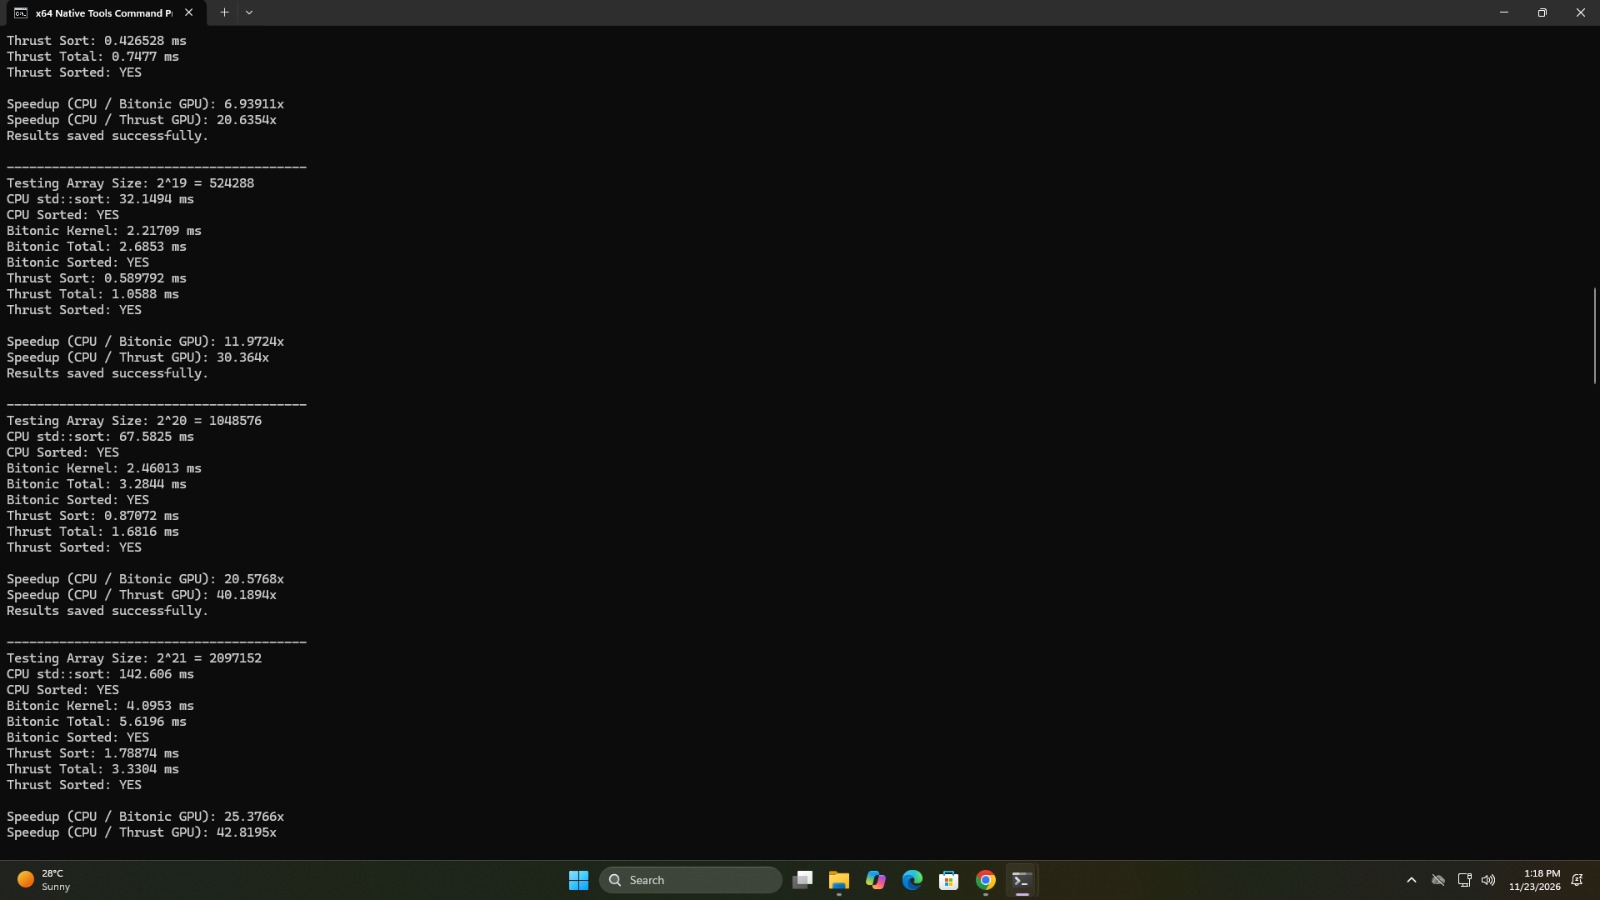 x64 Native Tools Command P
Thrust Sort: 0.426528 ms
Thrust Total: 0.7477 ms
Thrust Sorted: YES
Speedup (CPU / Bitonic GPU): 6.93911x
Speedup (CPU / Thrust GPU): 20.6354x
Results saved successfully.
----------------------------------------
Testing Array Size: 2^19 = 524288
CPU std::sort: 32.1494 ms
CPU Sorted: YES
Bitonic Kernel: 2.21709 ms
Bitonic Total: 2.6853 ms
Bitonic Sorted: YES
Thrust Sort: 0.589792 ms
Thrust Total: 1.0588 ms
Thrust Sorted: YES
Speedup (CPU / Bitonic GPU): 11.9724x
Speedup (CPU / Thrust GPU): 30.364x
Results saved successfully.
----------------------------------------
Testing Array Size: 2^20 = 1048576
CPU std::sort: 67.5825 ms
CPU Sorted: YES
Bitonic Kernel: 2.46013 ms
Bitonic Total: 3.2844 ms
Bitonic Sorted: YES
Thrust Sort: 0.87072 ms
Thrust Total: 1.6816 ms
Thrust Sorted: YES
Speedup (CPU / Bitonic GPU): 20.5768x
Speedup (CPU / Thrust GPU): 40.1894x
Results saved successfully.
----------------------------------------
Testing Array Size: 2^21 = 2097152
CPU std::sort: 142.606 ms
CPU Sorted: YES
Bitonic Kernel: 4.0953 ms
Bitonic Total: 5.6196 ms
Bitonic Sorted: YES
Thrust Sort: 1.78874 ms
Thrust Total: 3.3304 ms
Thrust Sorted: YES
Speedup (CPU / Bitonic GPU): 25.3766x
Speedup (CPU / Thrust GPU): 42.8195x
28°C
Sunny
Search
1:18 PM
11/23/2026